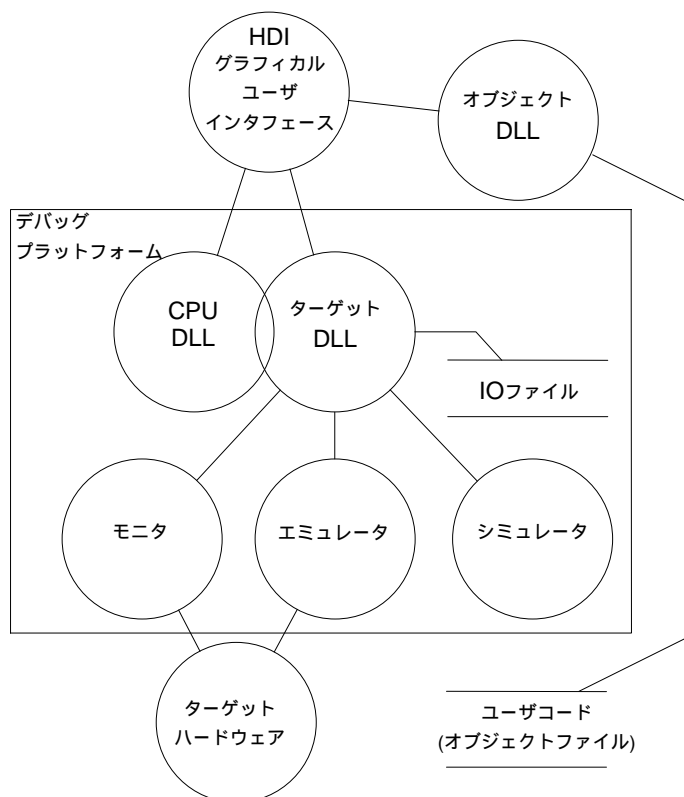 HDI
グラフィカル
ユーザ
インタフェース
オブジェクト
DLL
デバッグ
プラットフォーム
CPU
DLL
ターゲット
DLL
IOファイル
モニタ
エミュレータ
シミュレータ
ターゲット
ハードウェア
ユーザコード
(オブジェクトファイル)